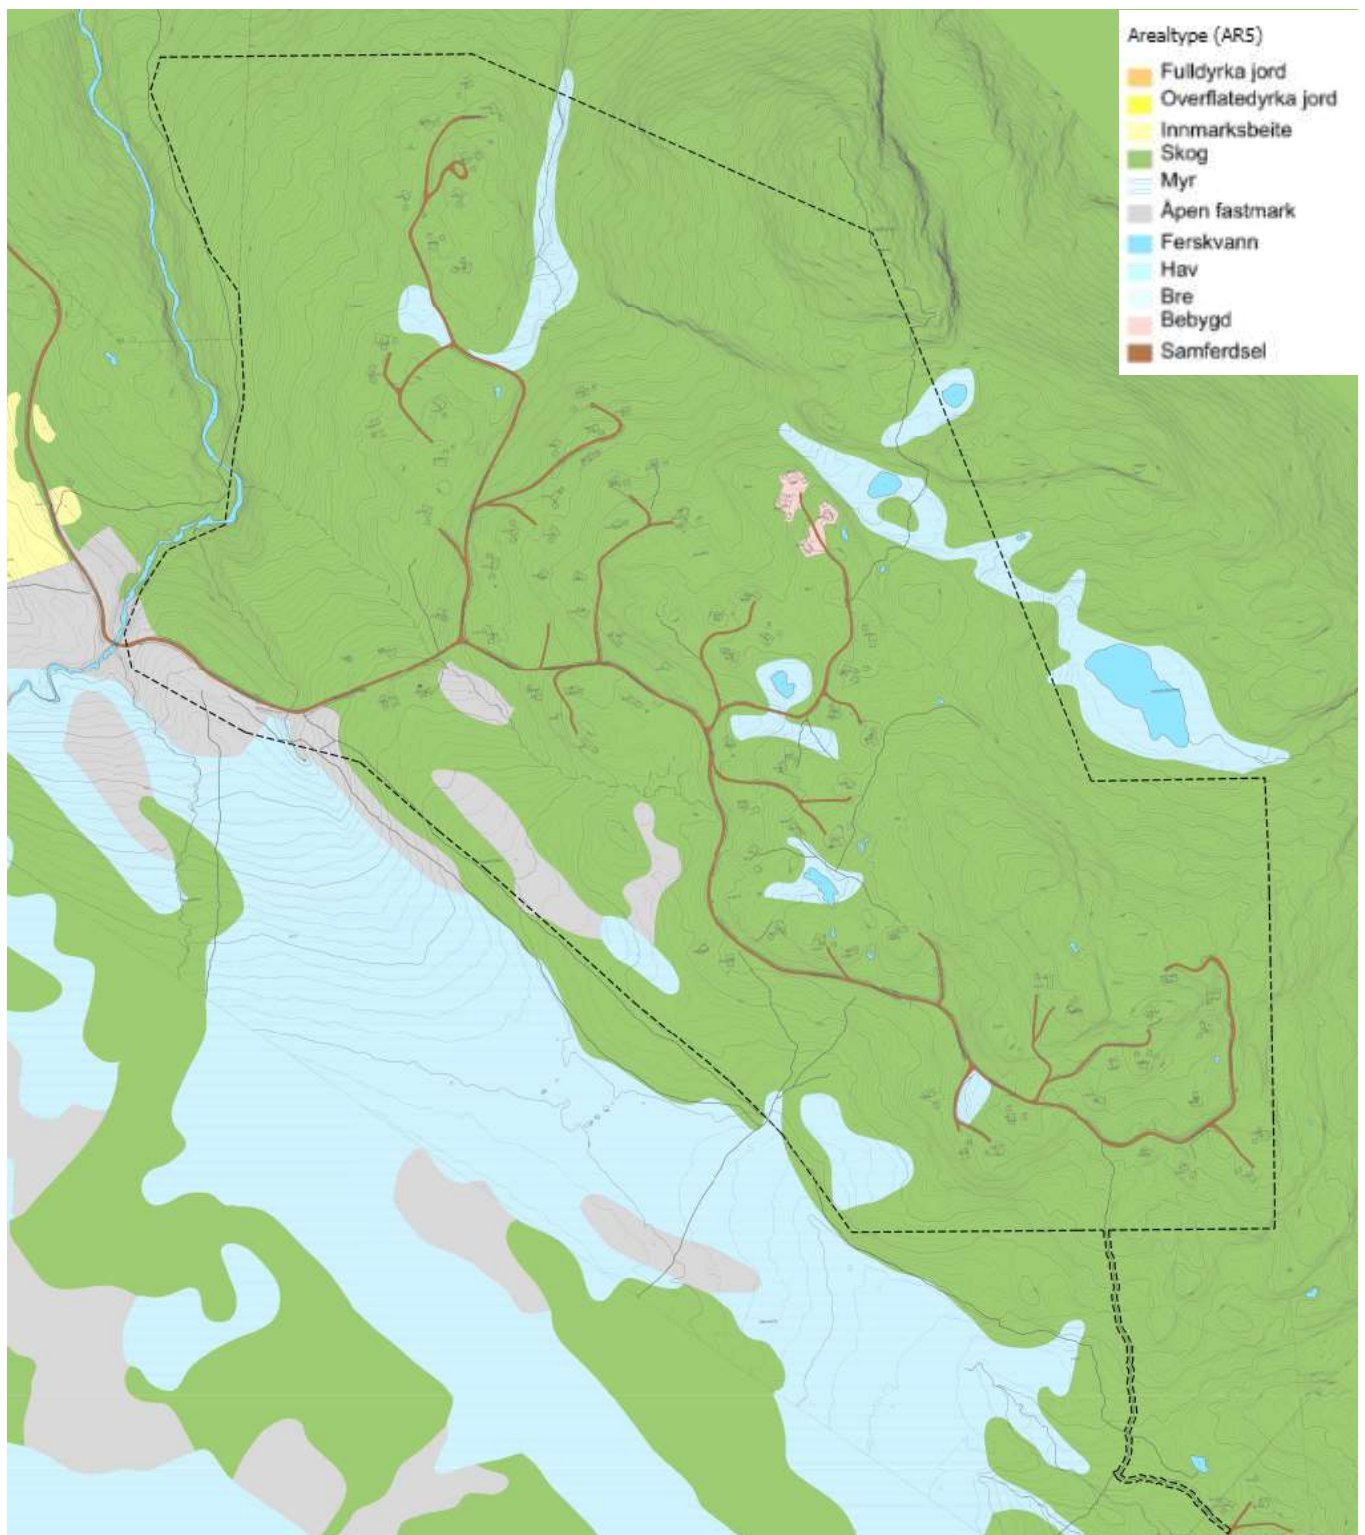 Arealtype (AR5)
Fulldyrka jord
Overflatedyrka jord
Innmarksbeite
Skog
Myr
Åpen fastmark
Ferskvann
Hav
Bre
Bebygd
Samferdsel